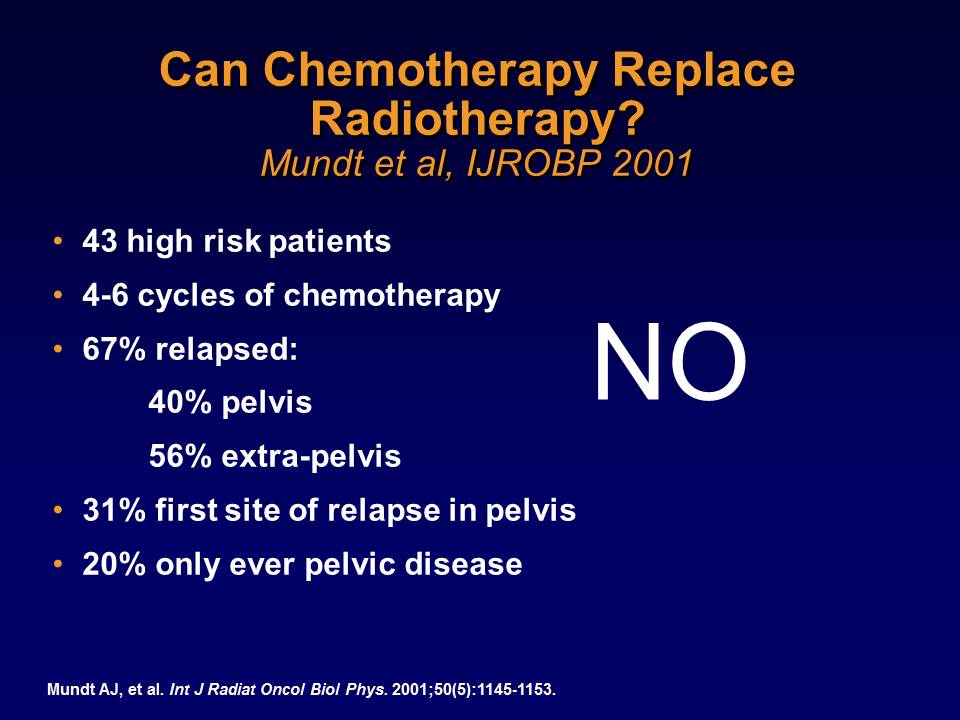 Can Chemotherapy Replace
Radiotherapy?
Mundt et al, IJROBP 2001
• 43 high risk patients
• 4-6 cycles of chemotherapy
• 67% relapsed:
40% pelvis
56% extra-pelvis
• 31% first site of relapse in pelvis
• 20% only ever pelvic disease
NO
Mundt AJ, et al. Int J Radiat Oncol Biol Phys. 2001;50(5):1145-1153.